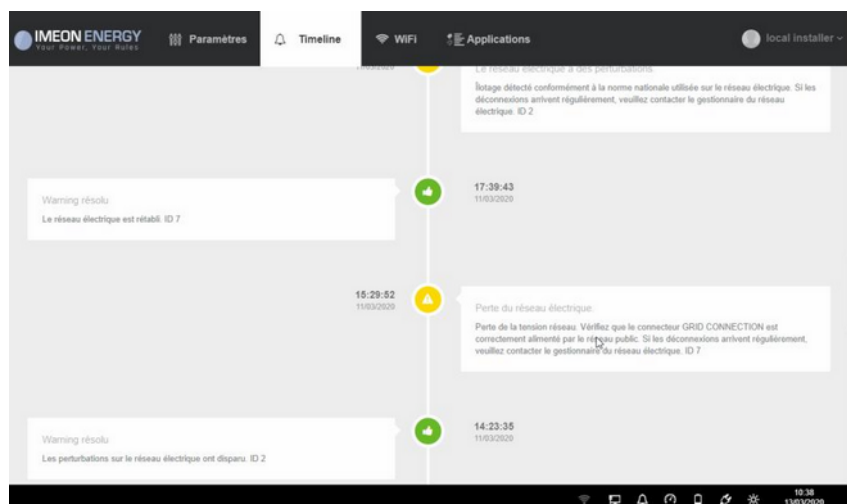 IMEON ENERGY
Your Power, Your Rules
Paramètres
Timeline
WiFi
Applications
local installer
Le réseau électrique a des perturbations.
Îlotage détecté conformément à la norme nationale utilisée sur le réseau électrique. Si les
déconnexions arrivent régulièrement, veuillez contacter le gestionnaire du réseau
électrique. ID 2
17:39:43
11/03/2020
Warning résolu
Le réseau électrique est rétabli. ID 7
15:29:52
11/03/2020
Perte du réseau électrique.
Perte de la tension réseau. Vérifiez que le connecteur GRID CONNECTION est
correctement alimenté par le réseau public. Si les déconnexions arrivent régulièrement,
veuillez contacter le gestionnaire du réseau électrique. ID 7
14:23:35
11/03/2020
Warning résolu
Les perturbations sur le réseau électrique ont disparu. ID 2
10:38
13/03/2020